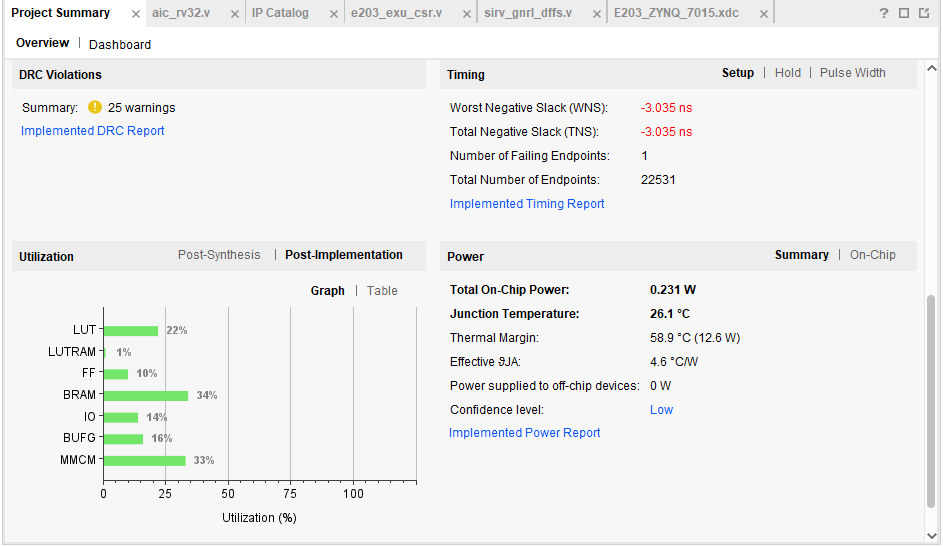 Project Summary × aic_rv32.v × IP Catalog × e203_exu_csr.v × sirv_gnrl_dffs.v × E203_ZYNQ_7015.xdc × ?
Overview | Dashboard
DRC Violations
Summary: 25 warnings
Implemented DRC Report
Timing Setup | Hold | Pulse Width
Worst Negative Slack (WNS): -3.035 ns
Total Negative Slack (TNS): -3.035 ns
Number of Failing Endpoints: 1
Total Number of Endpoints: 22531
Implemented Timing Report
Utilization Post-Synthesis | Post-Implementation
Graph | Table
LUT 22%
LUTRAM 1%
FF 10%
BRAM 34%
IO 14%
BUFG 16%
MMCM 33%
0 25 50 75 100
Utilization (%)
Power Summary | On-Chip
Total On-Chip Power: 0.231 W
Junction Temperature: 26.1 °C
Thermal Margin: 58.9 °C (12.6 W)
Effective ϑJA: 4.6 °C/W
Power supplied to off-chip devices: 0 W
Confidence level: Low
Implemented Power Report